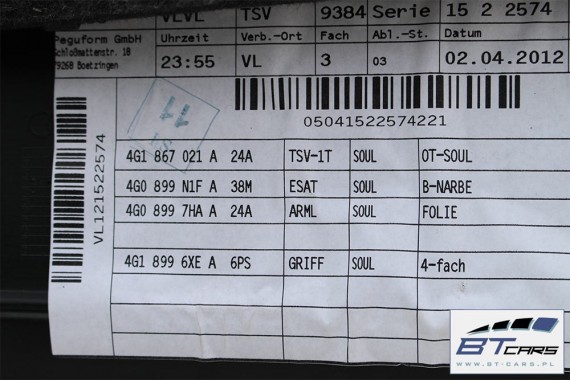 VLVL TSV 9384 Serie 15 2 2574
Peguform GmbH
Schloßmattenstr. 18
79268 Boetzingen
Uhrzeit Verb.-Ort Fach Abl.-St. Datum
23:55 VL 3 03 02.04.2012
05041522574221
VL121522574
11
4G1 867 021 A 24A TSV-1T SOUL OT-SOUL
4G0 899 N1F A 38M ESAT SOUL B-NARBE
4G0 899 7HA A 24A ARML SOUL FOLIE
4G1 899 6XE A 6PS GRIFF SOUL 4-fach
BT CARS
WWW.BT-CARS.PL